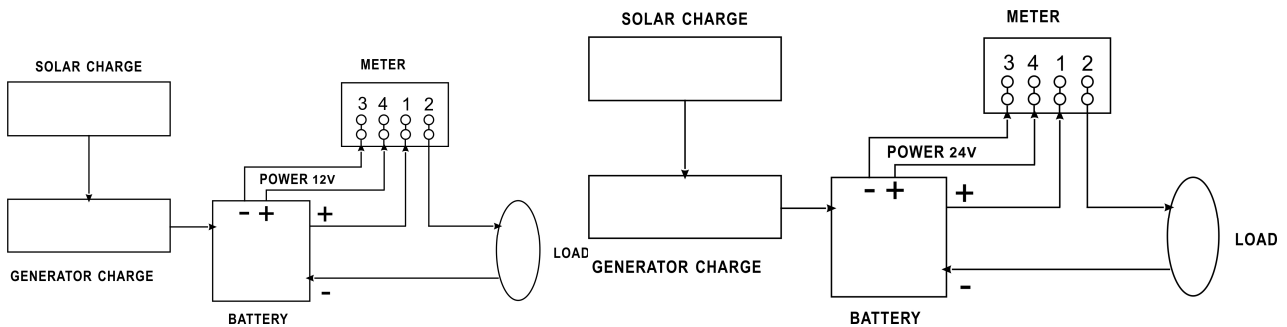 SOLAR CHARGE
METER
3 4 1 2
POWER 12V
- +
+
LOAD
GENERATOR CHARGE
-
BATTERY
SOLAR CHARGE
METER
3 4 1 2
POWER 24V
- +
+
LOAD
GENERATOR CHARGE
-
BATTERY